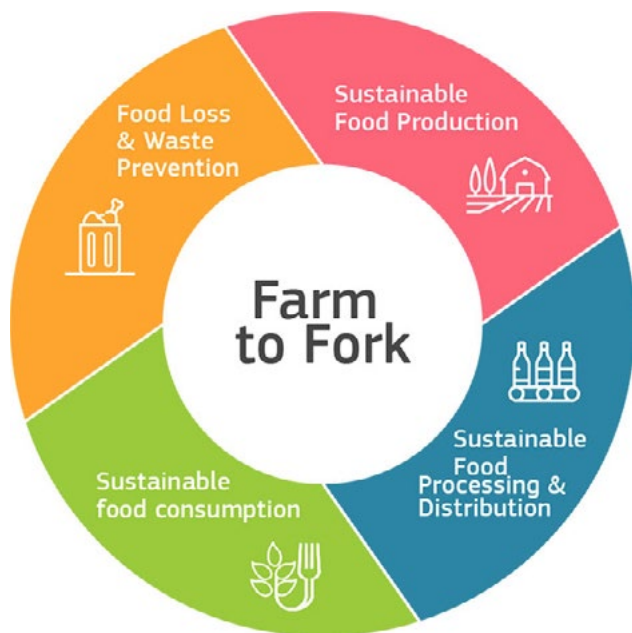 Farm
to Fork
Sustainable
Food Production
Sustainable
Food
Processing &
Distribution
Sustainable
food consumption
Food Loss
& Waste
Prevention